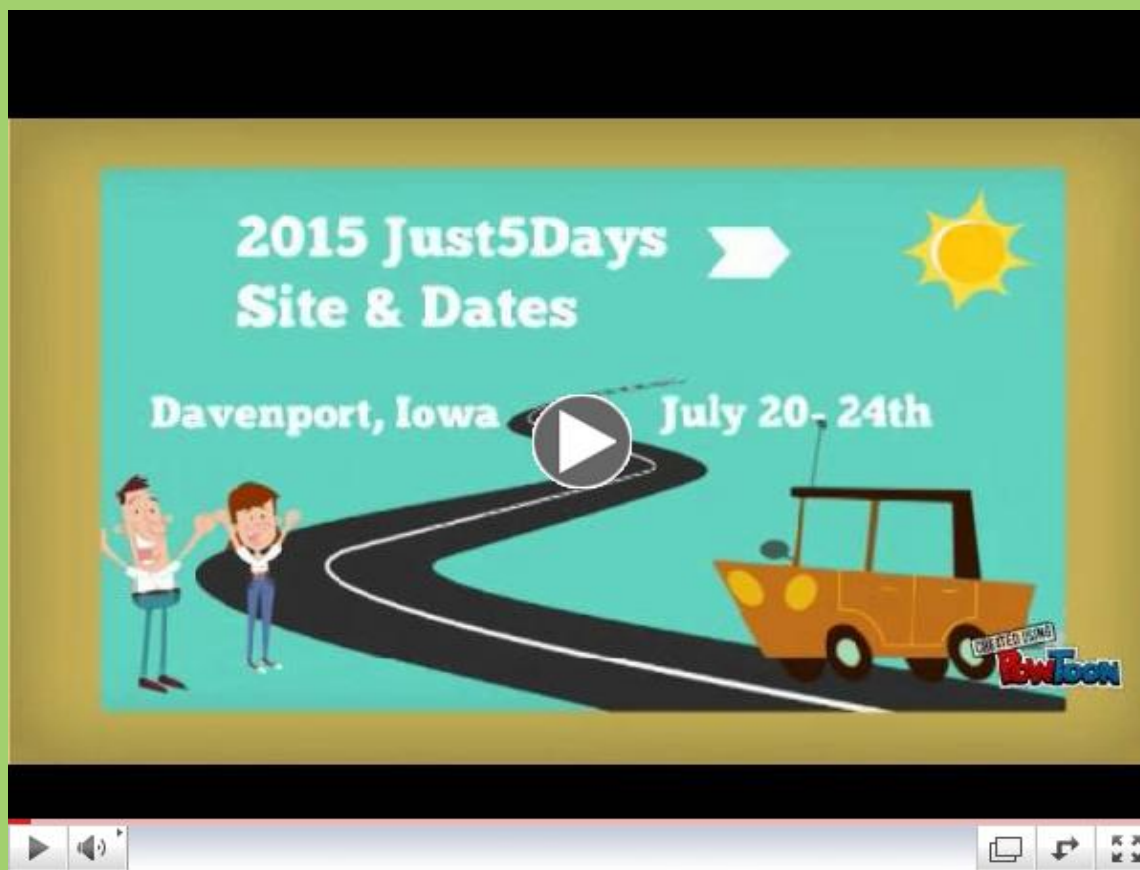 2015 Just5Days
Site & Dates
Davenport, Iowa
July 20- 24th
CREATED USING
POWTOON